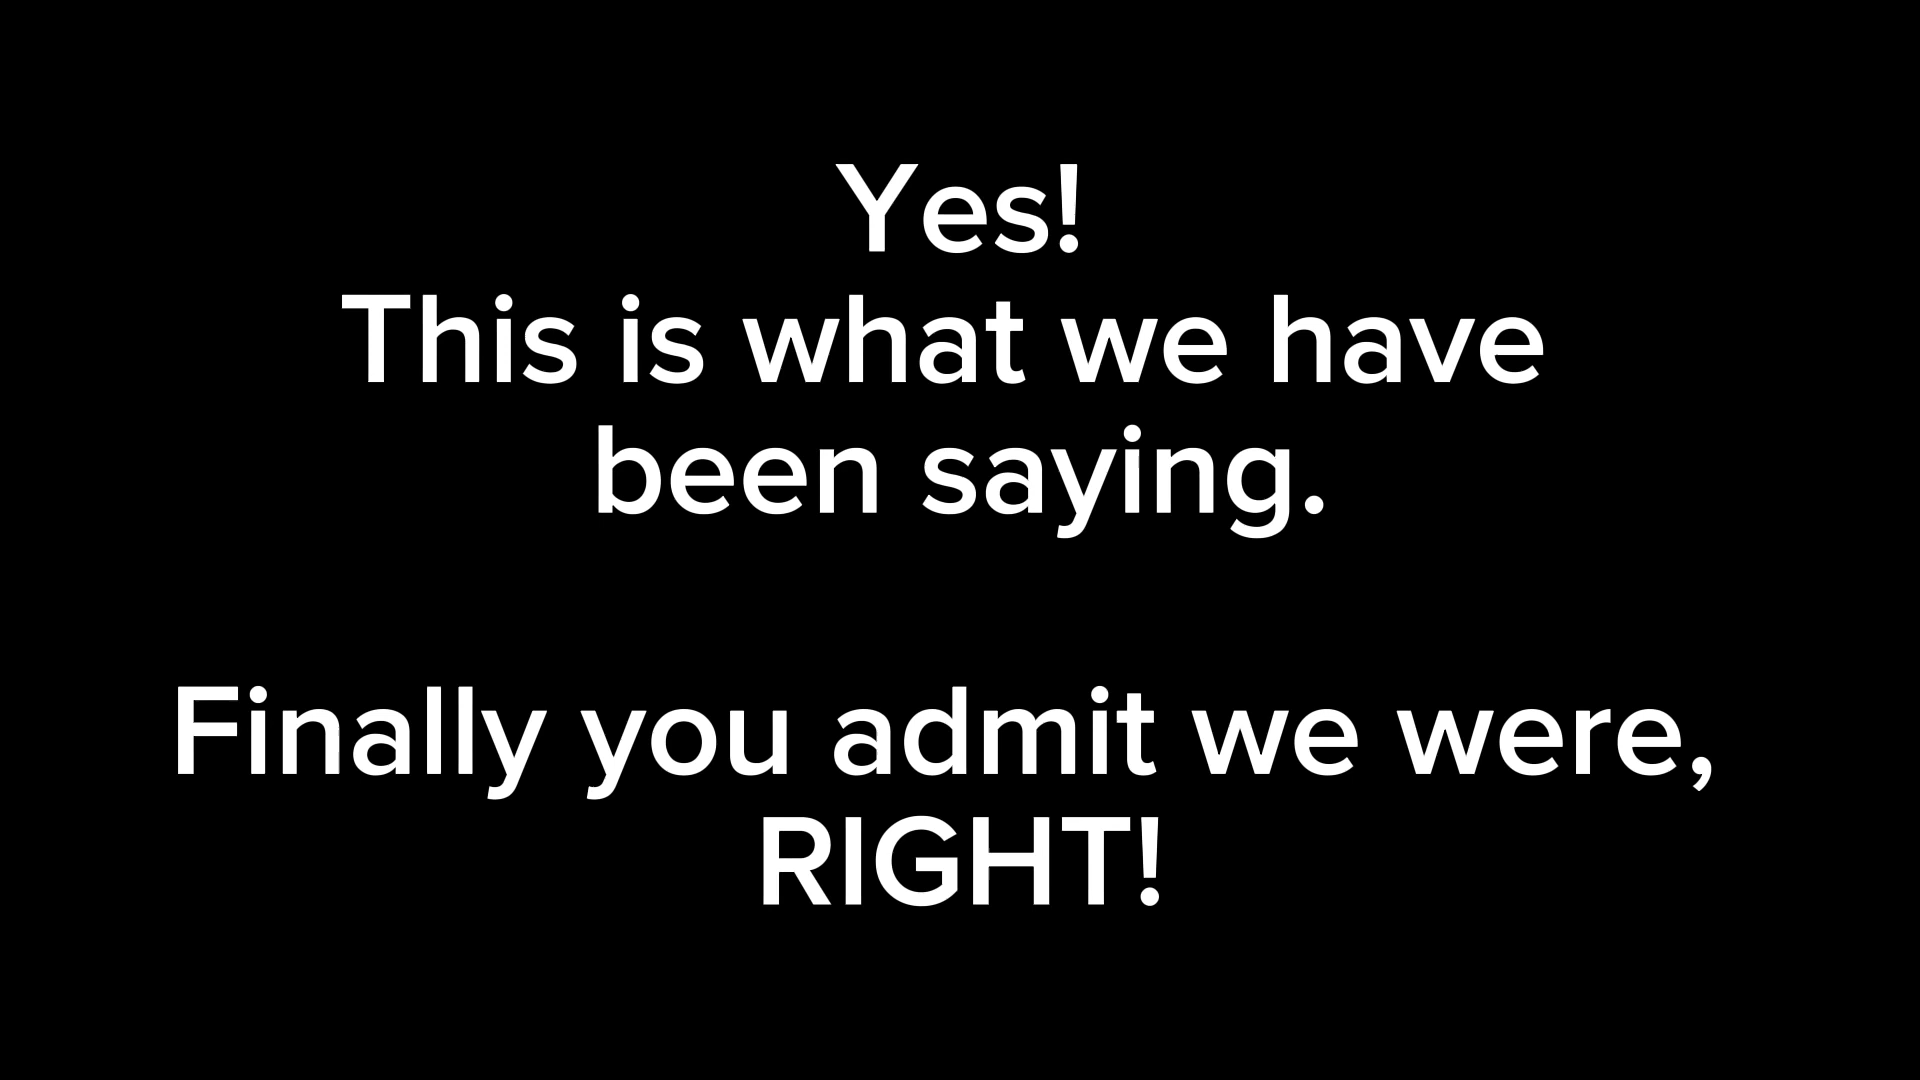 Yes!
This is what we have
been saying.
Finally you admit we were,
RIGHT!